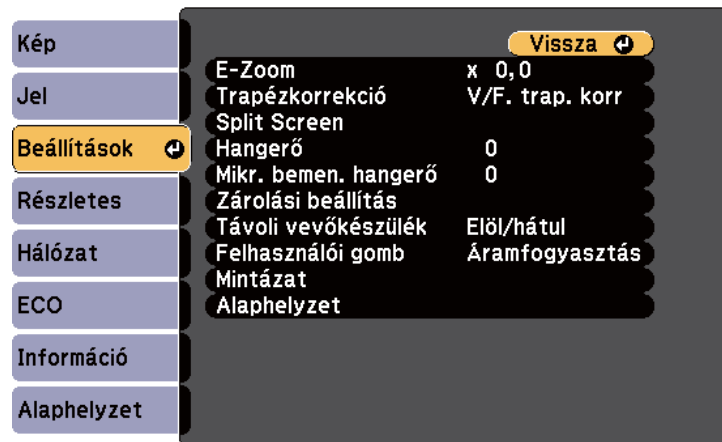 Kép
Jel
Beállítások
Részletes
Hálózat
ECO
Információ
Alaphelyzet
Vissza
E-Zoom x 0,0
Trapézkorrekció V/F. trap. korr
Split Screen
Hangerő 0
Mikr. bemen. hangerő 0
Zárolási beállítás
Távoli vevőkészülék Elöl/hátul
Felhasználói gomb Áramfogyasztás
Mintázat
Alaphelyzet